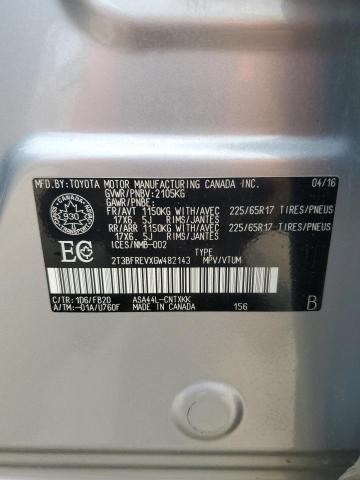 MFD.BY:TOYOTA MOTOR MANUFACTURING CANADA INC. 04/16
GVWR/PNBV:2105KG
GAWR/PNBE:
FR/AVT 1150KG WITH/AVEC 225/65R17 TIRES/PNEUS
17X6.5J RIMS/JANTES
RR/ARR 1150KG WITH/AVEC 225/65R17 TIRES/PNEUS
17X6.5J RIMS/JANTES
930
EC
ICES/NMB-002
TYPE
2T3BFREVXGW482143 MPV/VTUM
C/TR:1D6/FB20 ASA44L-CNTXKK
A/TM:-01A/U760F MADE IN CANADA 156 B